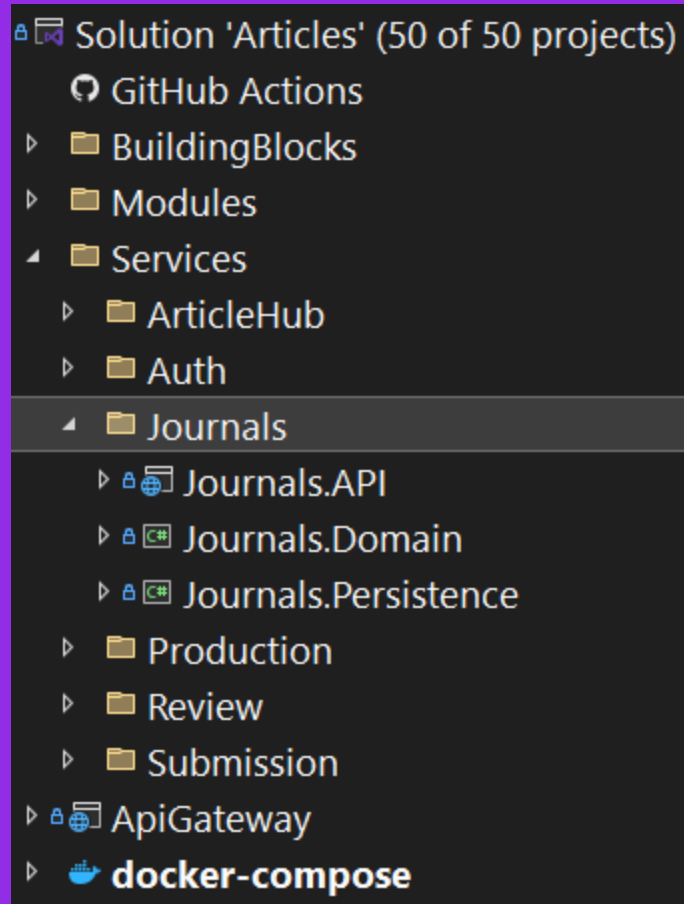 Solution 'Articles' (50 of 50 projects)
GitHub Actions
BuildingBlocks
Modules
Services
ArticleHub
Auth
Journals
Journals.API
C# Journals.Domain
C# Journals.Persistence
Production
Review
Submission
ApiGateway
docker-compose